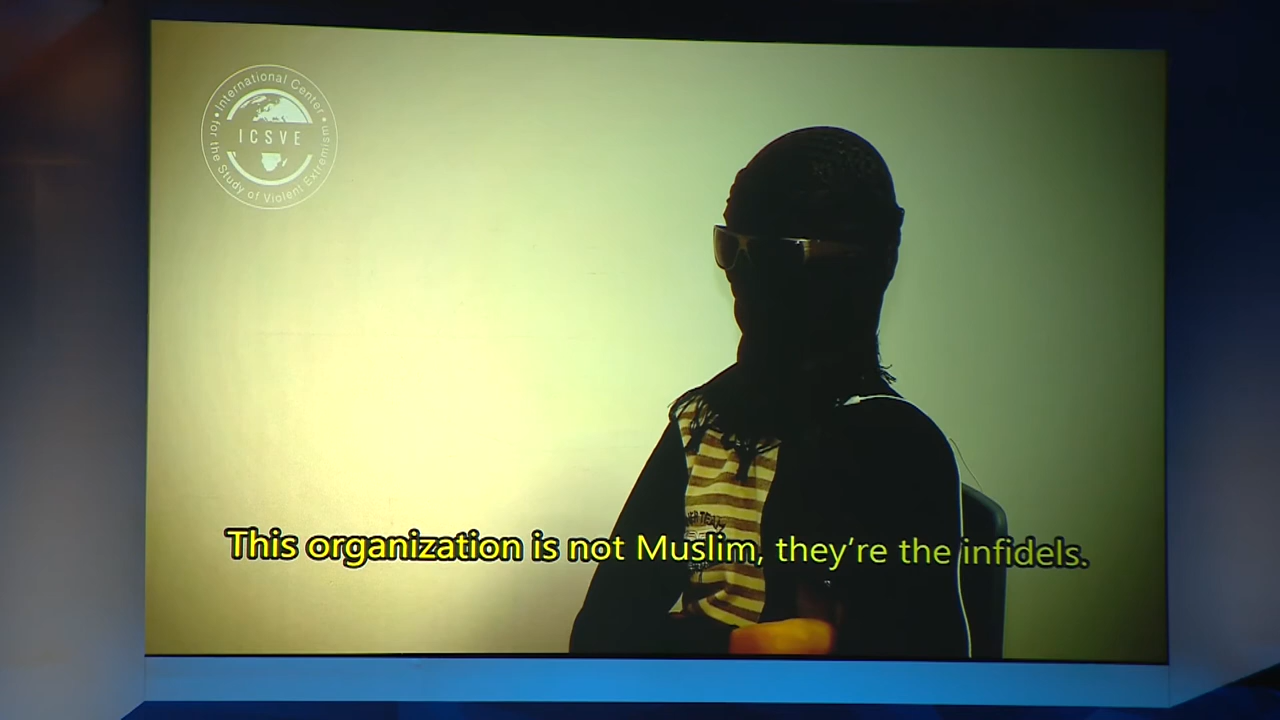 International Center
for the Study of Violent Extremism
ICSVE
This organization is not Muslim, they're the infidels.